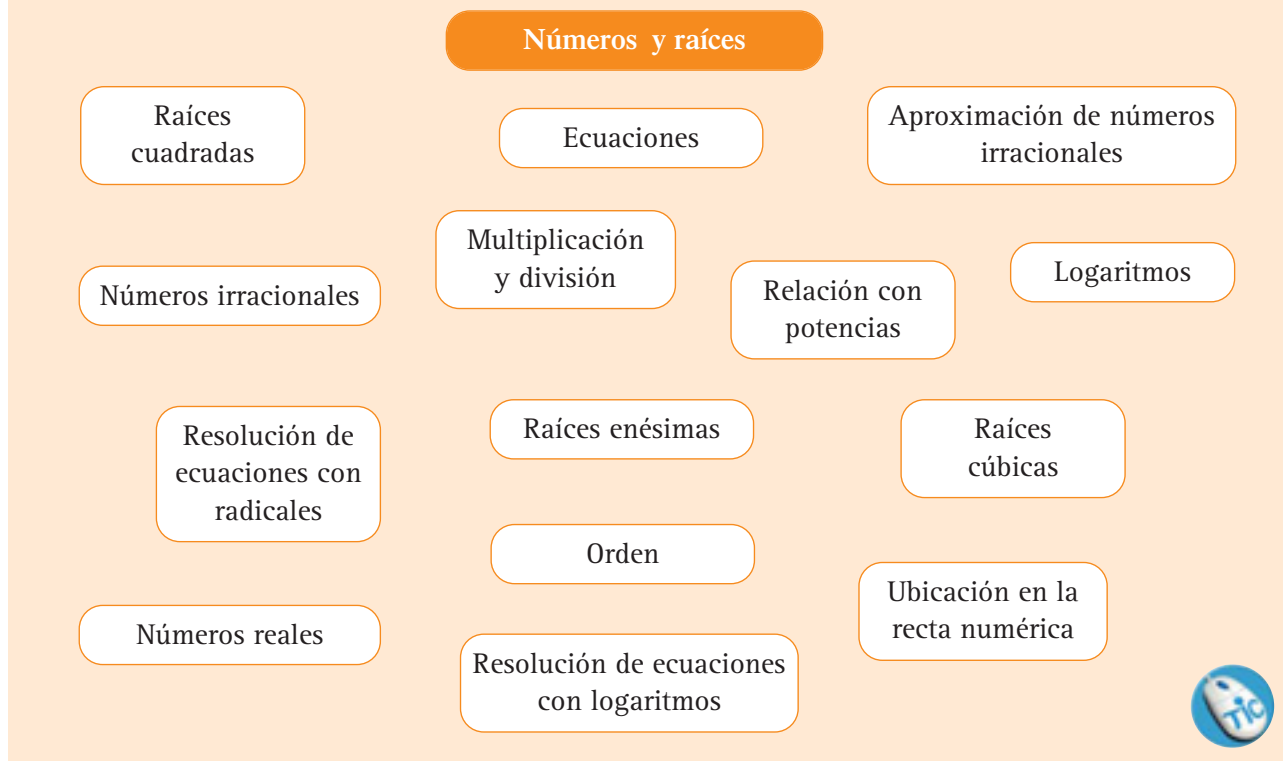 Números y raíces
Raíces
cuadradas
Ecuaciones
Aproximación de números
irracionales
Números irracionales
Multiplicación
y división
Relación con
potencias
Logaritmos
Resolución de
ecuaciones con
radicales
Raíces enésimas
Raíces
cúbicas
Orden
Números reales
Resolución de ecuaciones
con logaritmos
Ubicación en la
recta numérica
TIC